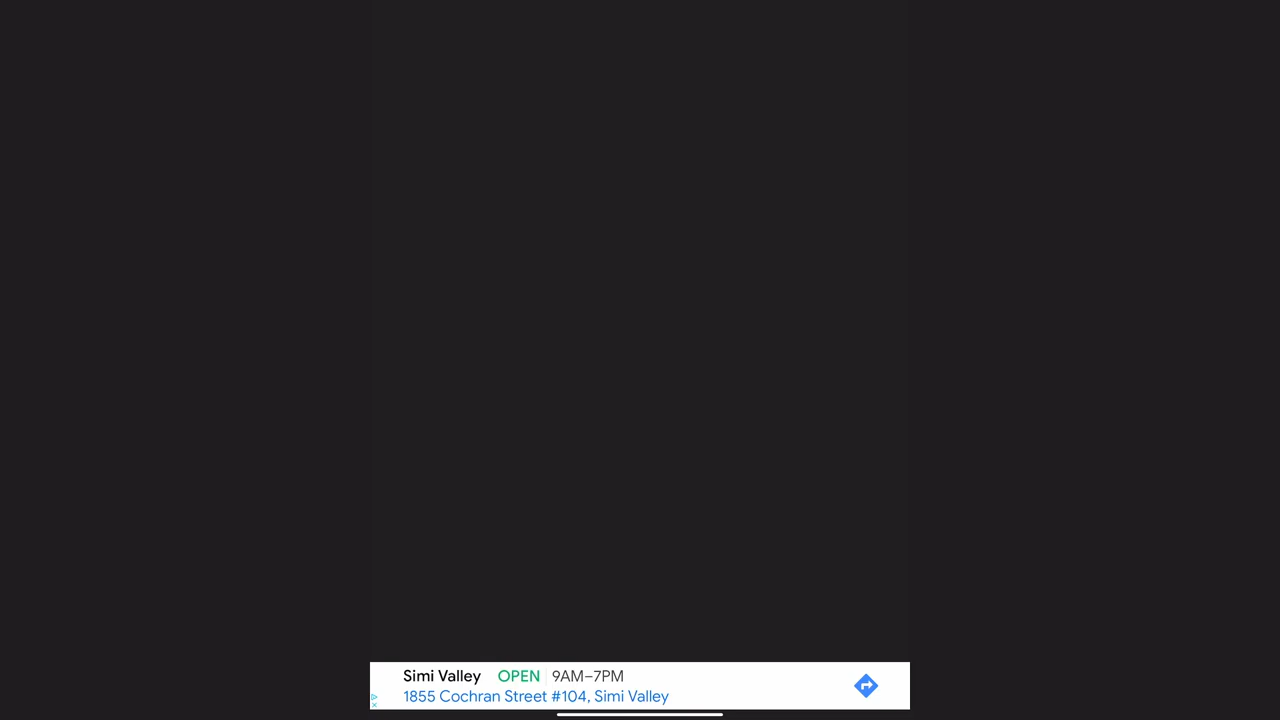 Simi Valley OPEN 9AM–7PM
1855 Cochran Street #104, Simi Valley